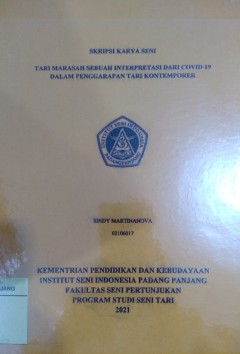 SKRIPSI KARYA SENI
TARI MARASAH SEBUAH INTERPRETASI DARI COVID-19
DALAM PENGGARAPAN TARI KONTEMPORER
SINDY MARTINANOVA
KEMENTRIAN PENDIDIKAN DAN KEBUDAYAAN
INSTITUT SENI INDONESIA PADANG PANJANG
FAKULTAS SENI PERTUNJUKAN
PROGRAM STUDI SENI TARI
2021